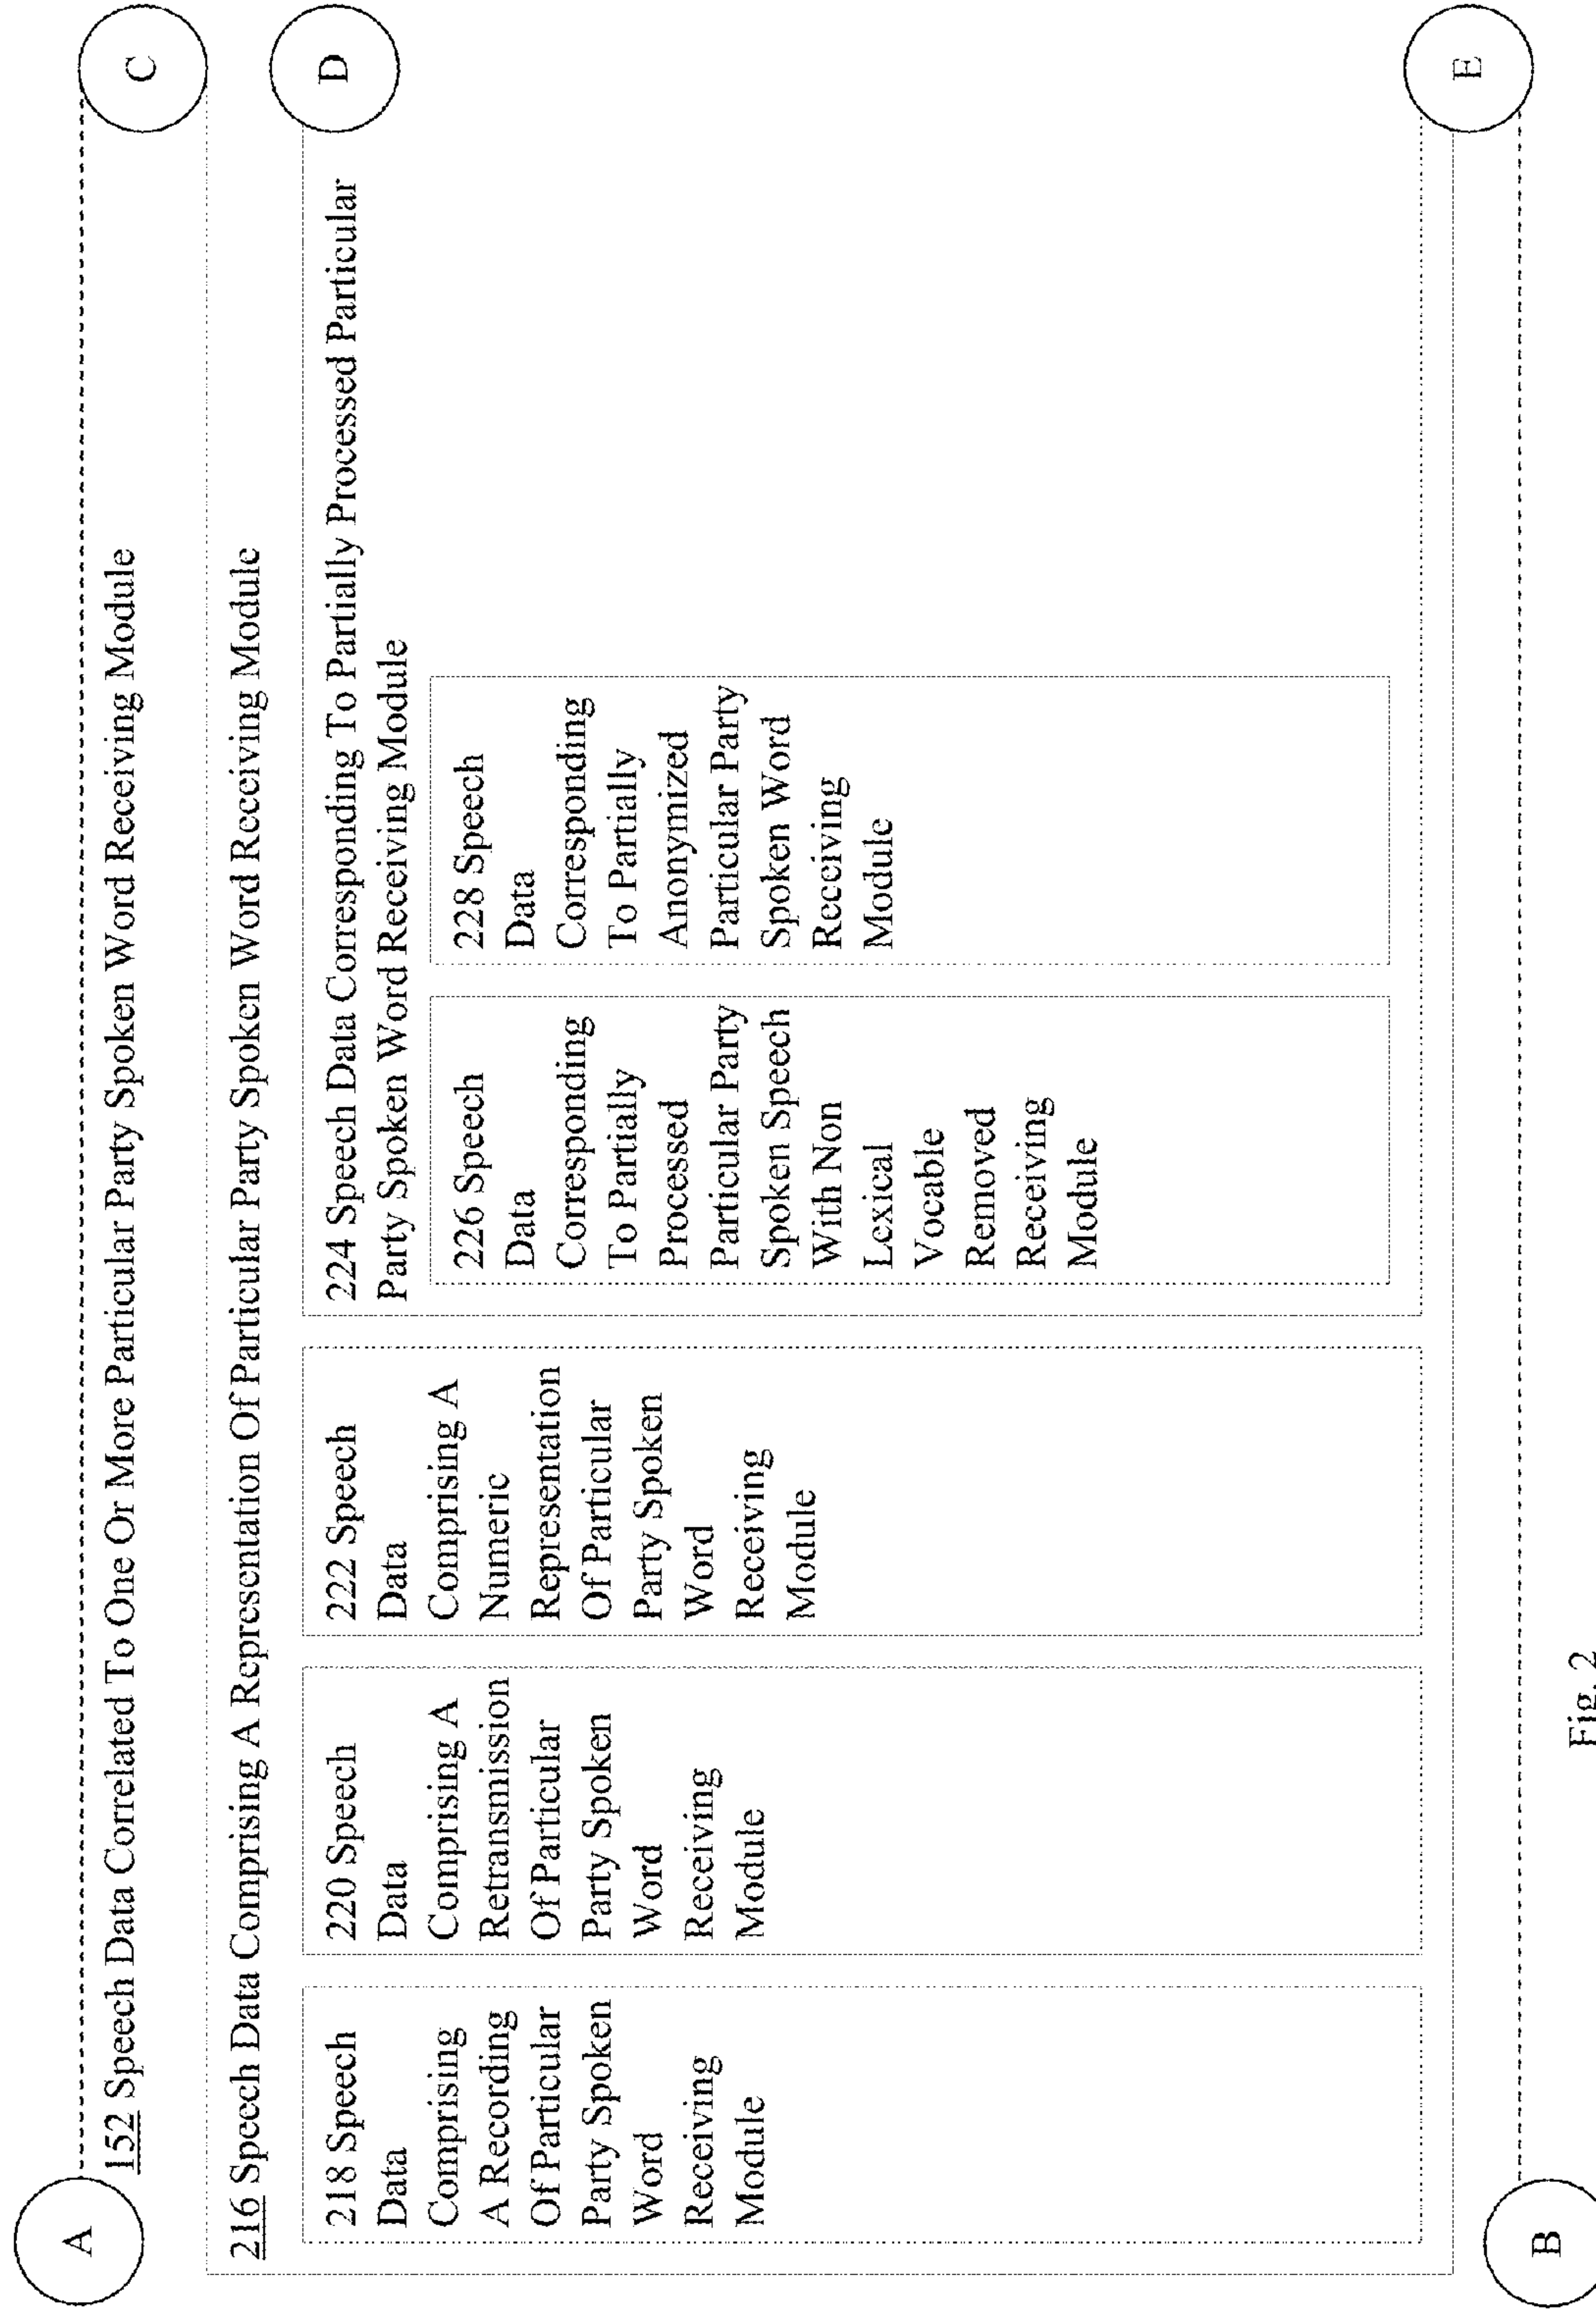 A
C
152 Speech Data Correlated To One Or More Particular Party Spoken Word Receiving Module
216 Speech Data Comprising A Representation Of Particular Party Spoken Word Receiving Module
D
218 Speech
Data
Comprising
A Recording
Of Particular
Party Spoken
Word
Receiving
Module
220 Speech
Data
Comprising A
Retransmission
Of Particular
Party Spoken
Word
Receiving
Module
222 Speech
Data
Comprising A
Numeric
Representation
Of Particular
Party Spoken
Word
Receiving
Module
224 Speech Data Corresponding To Partially Processed Particular
Party Spoken Word Receiving Module
226 Speech
Data
Corresponding
To Partially
Processed
Particular Party
Spoken Speech
With Non
Lexical
Vocable
Removed
Receiving
Module
228 Speech
Data
Corresponding
To Partially
Anonymized
Particular Party
Spoken Word
Receiving
Module
B
E
Fig. 2